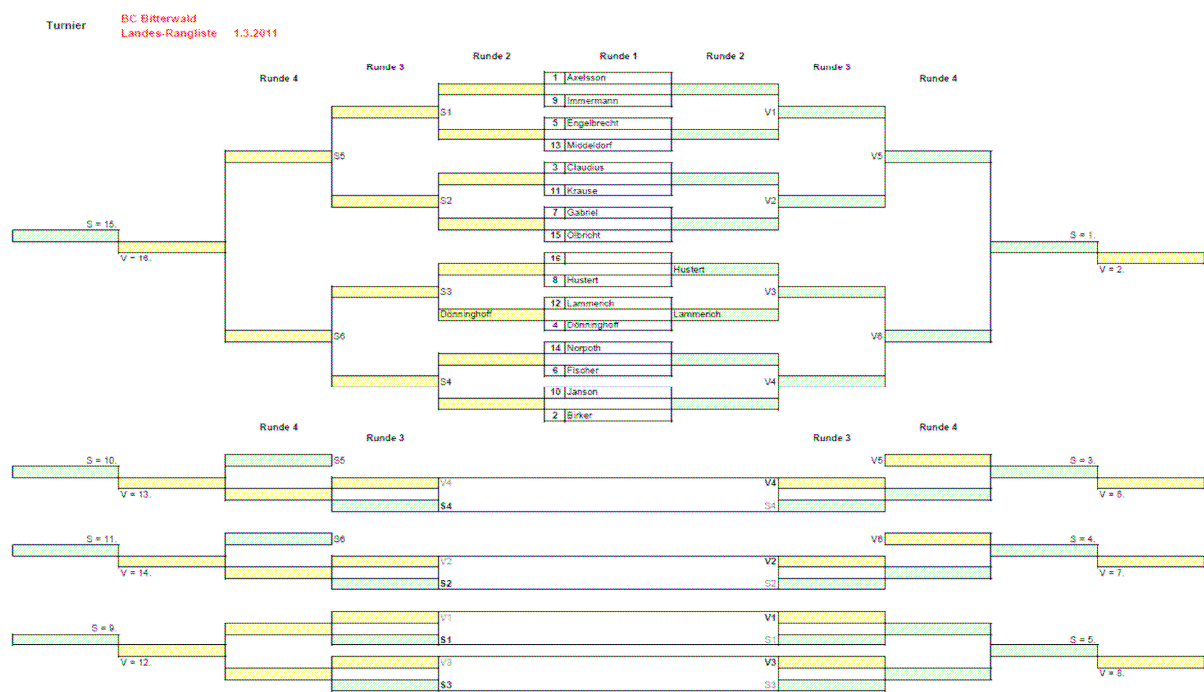 Turnier
BC Bitterwald
Landes-Rangliste 1.3.2011
Runde 4 Runde 3 Runde 2 Runde 1 Runde 2 Runde 3 Runde 4
1 Axelsson
9 Immermann
S1 V1
5 Engelbrecht
13 Middeldorf
S5 V5
3 Claudius
11 Krause
S2 V2
7 Gabriel
15 Olbricht
S = 15. S = 1.
V = 16. V = 2.
16 Hustert
8 Hustert
S3 V3
12 Lammerich
Dönninghoff Lammerich
4 Dönninghoff
S6 V6
14 Norpoth
6 Fischer
S4 V4
10 Janson
2 Birker
Runde 4 Runde 3 Runde 3 Runde 4
S = 10. S5 V5 S = 3.
V4 V4
V = 13. V = 6.
S4 S4
S = 11. S6 V6 S = 4.
V2 V2
V = 14. V = 7.
S2 S2
V1 V1
S = 9. S1 S1 S = 5.
V = 12. V3 V3 V = 8.
S3 S3